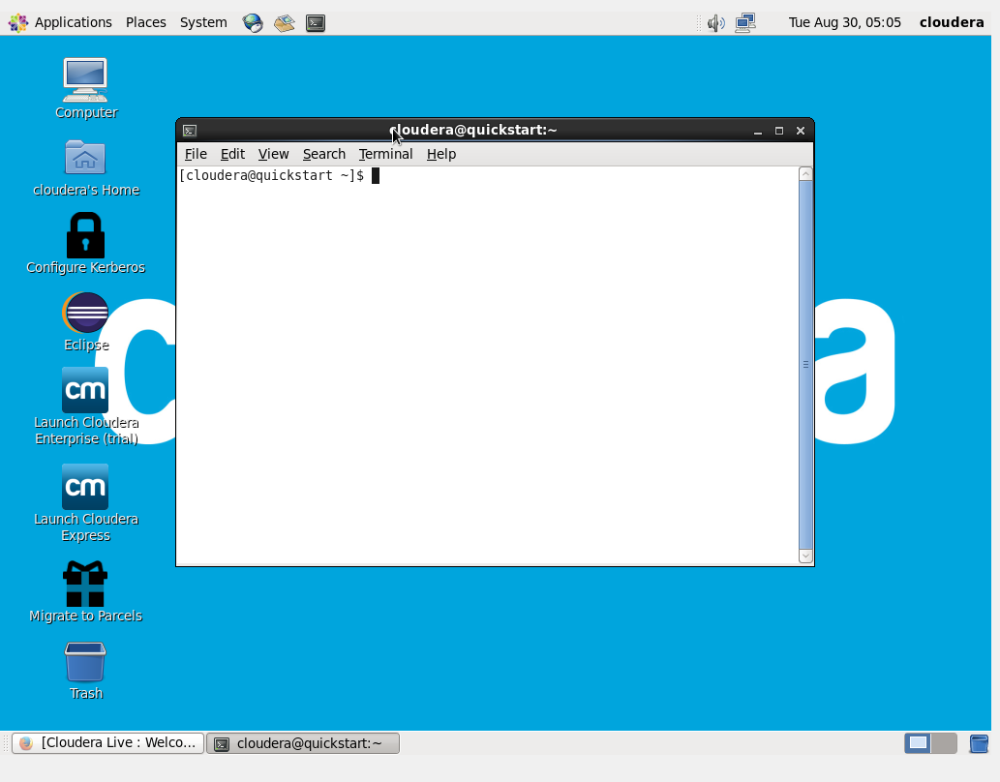 Applications Places System
Tue Aug 30, 05:05 cloudera
Computer
cloudera's Home
Configure Kerberos
Eclipse
cm
Launch Cloudera
Enterprise (trial)
cm
Launch Cloudera
Express
Migrate to Parcels
Trash
cloudera@quickstart:~
File Edit View Search Terminal Help
[cloudera@quickstart ~]$
c
a
[Cloudera Live : Welco...
cloudera@quickstart:~